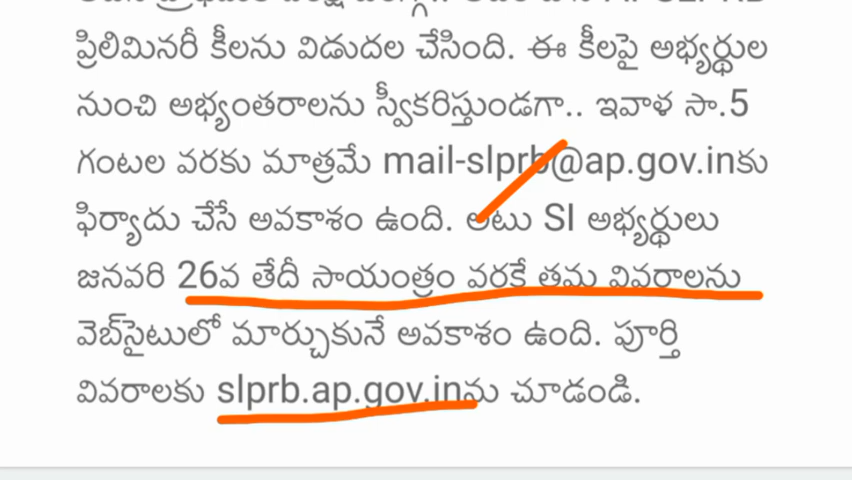 ప్రిలిమినరీ కీలను విడుదల చేసింది. ఈ కీలపై అభ్యర్థుల
నుంచి అభ్యంతరాలను స్వీకరిస్తుండగా.. ఇవాళ సా.5
గంటల వరకు మాత్రమే mail-slprb@ap.gov.inకు
ఫిర్యాదు చేసే అవకాశం ఉంది. అటు SI అభ్యర్థులు
జనవరి 26వ తేదీ సాయంత్రం వరకే తమ వివరాలను
వెబ్‌సైటులో మార్చుకునే అవకాశం ఉంది. పూర్తి
వివరాలకు slprb.ap.gov.inను చూడండి.